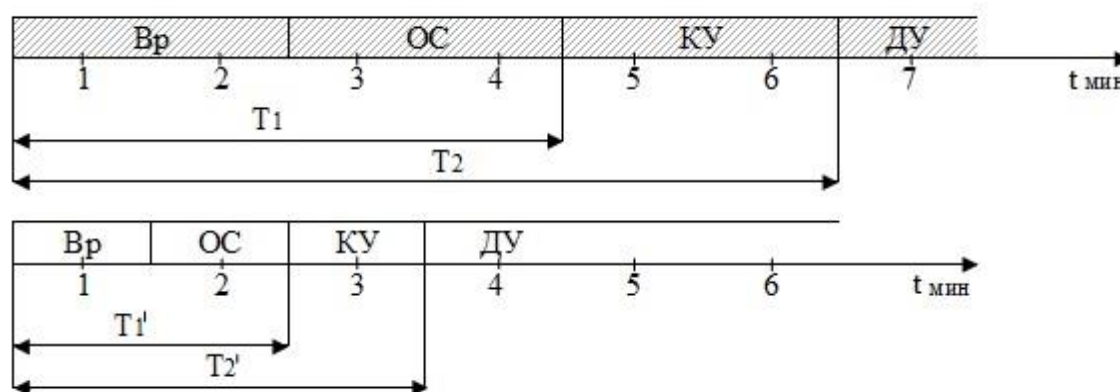 Вр ОС КУ ДУ
1 2 3 4 5 6 7 t мин
T1
T2
Вр ОС КУ ДУ
1 2 3 4 5 6 t мин
T1'
T2'